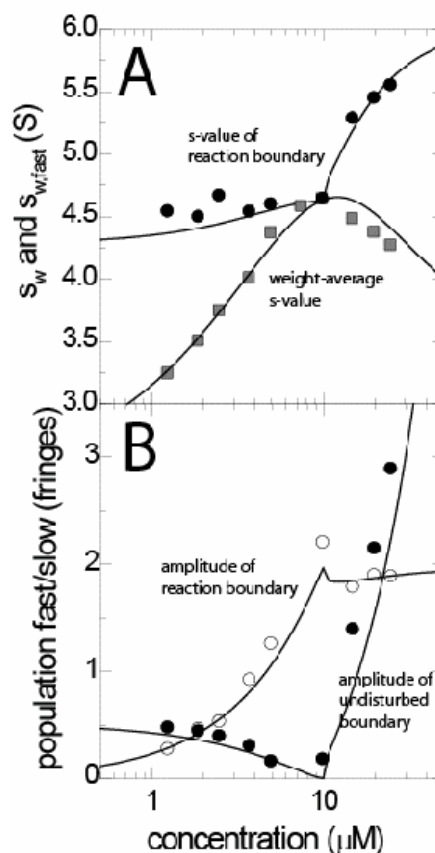 A
6.0
5.5
5.0
4.5
4.0
3.5
3.0
s_w and s_w,fast (S)
s-value of
reaction boundary
weight-average
s-value
B
3
2
1
0
population fast/slow (fringes)
amplitude of
reaction boundary
amplitude of
undisturbed
boundary
1
10
concentration (µM)